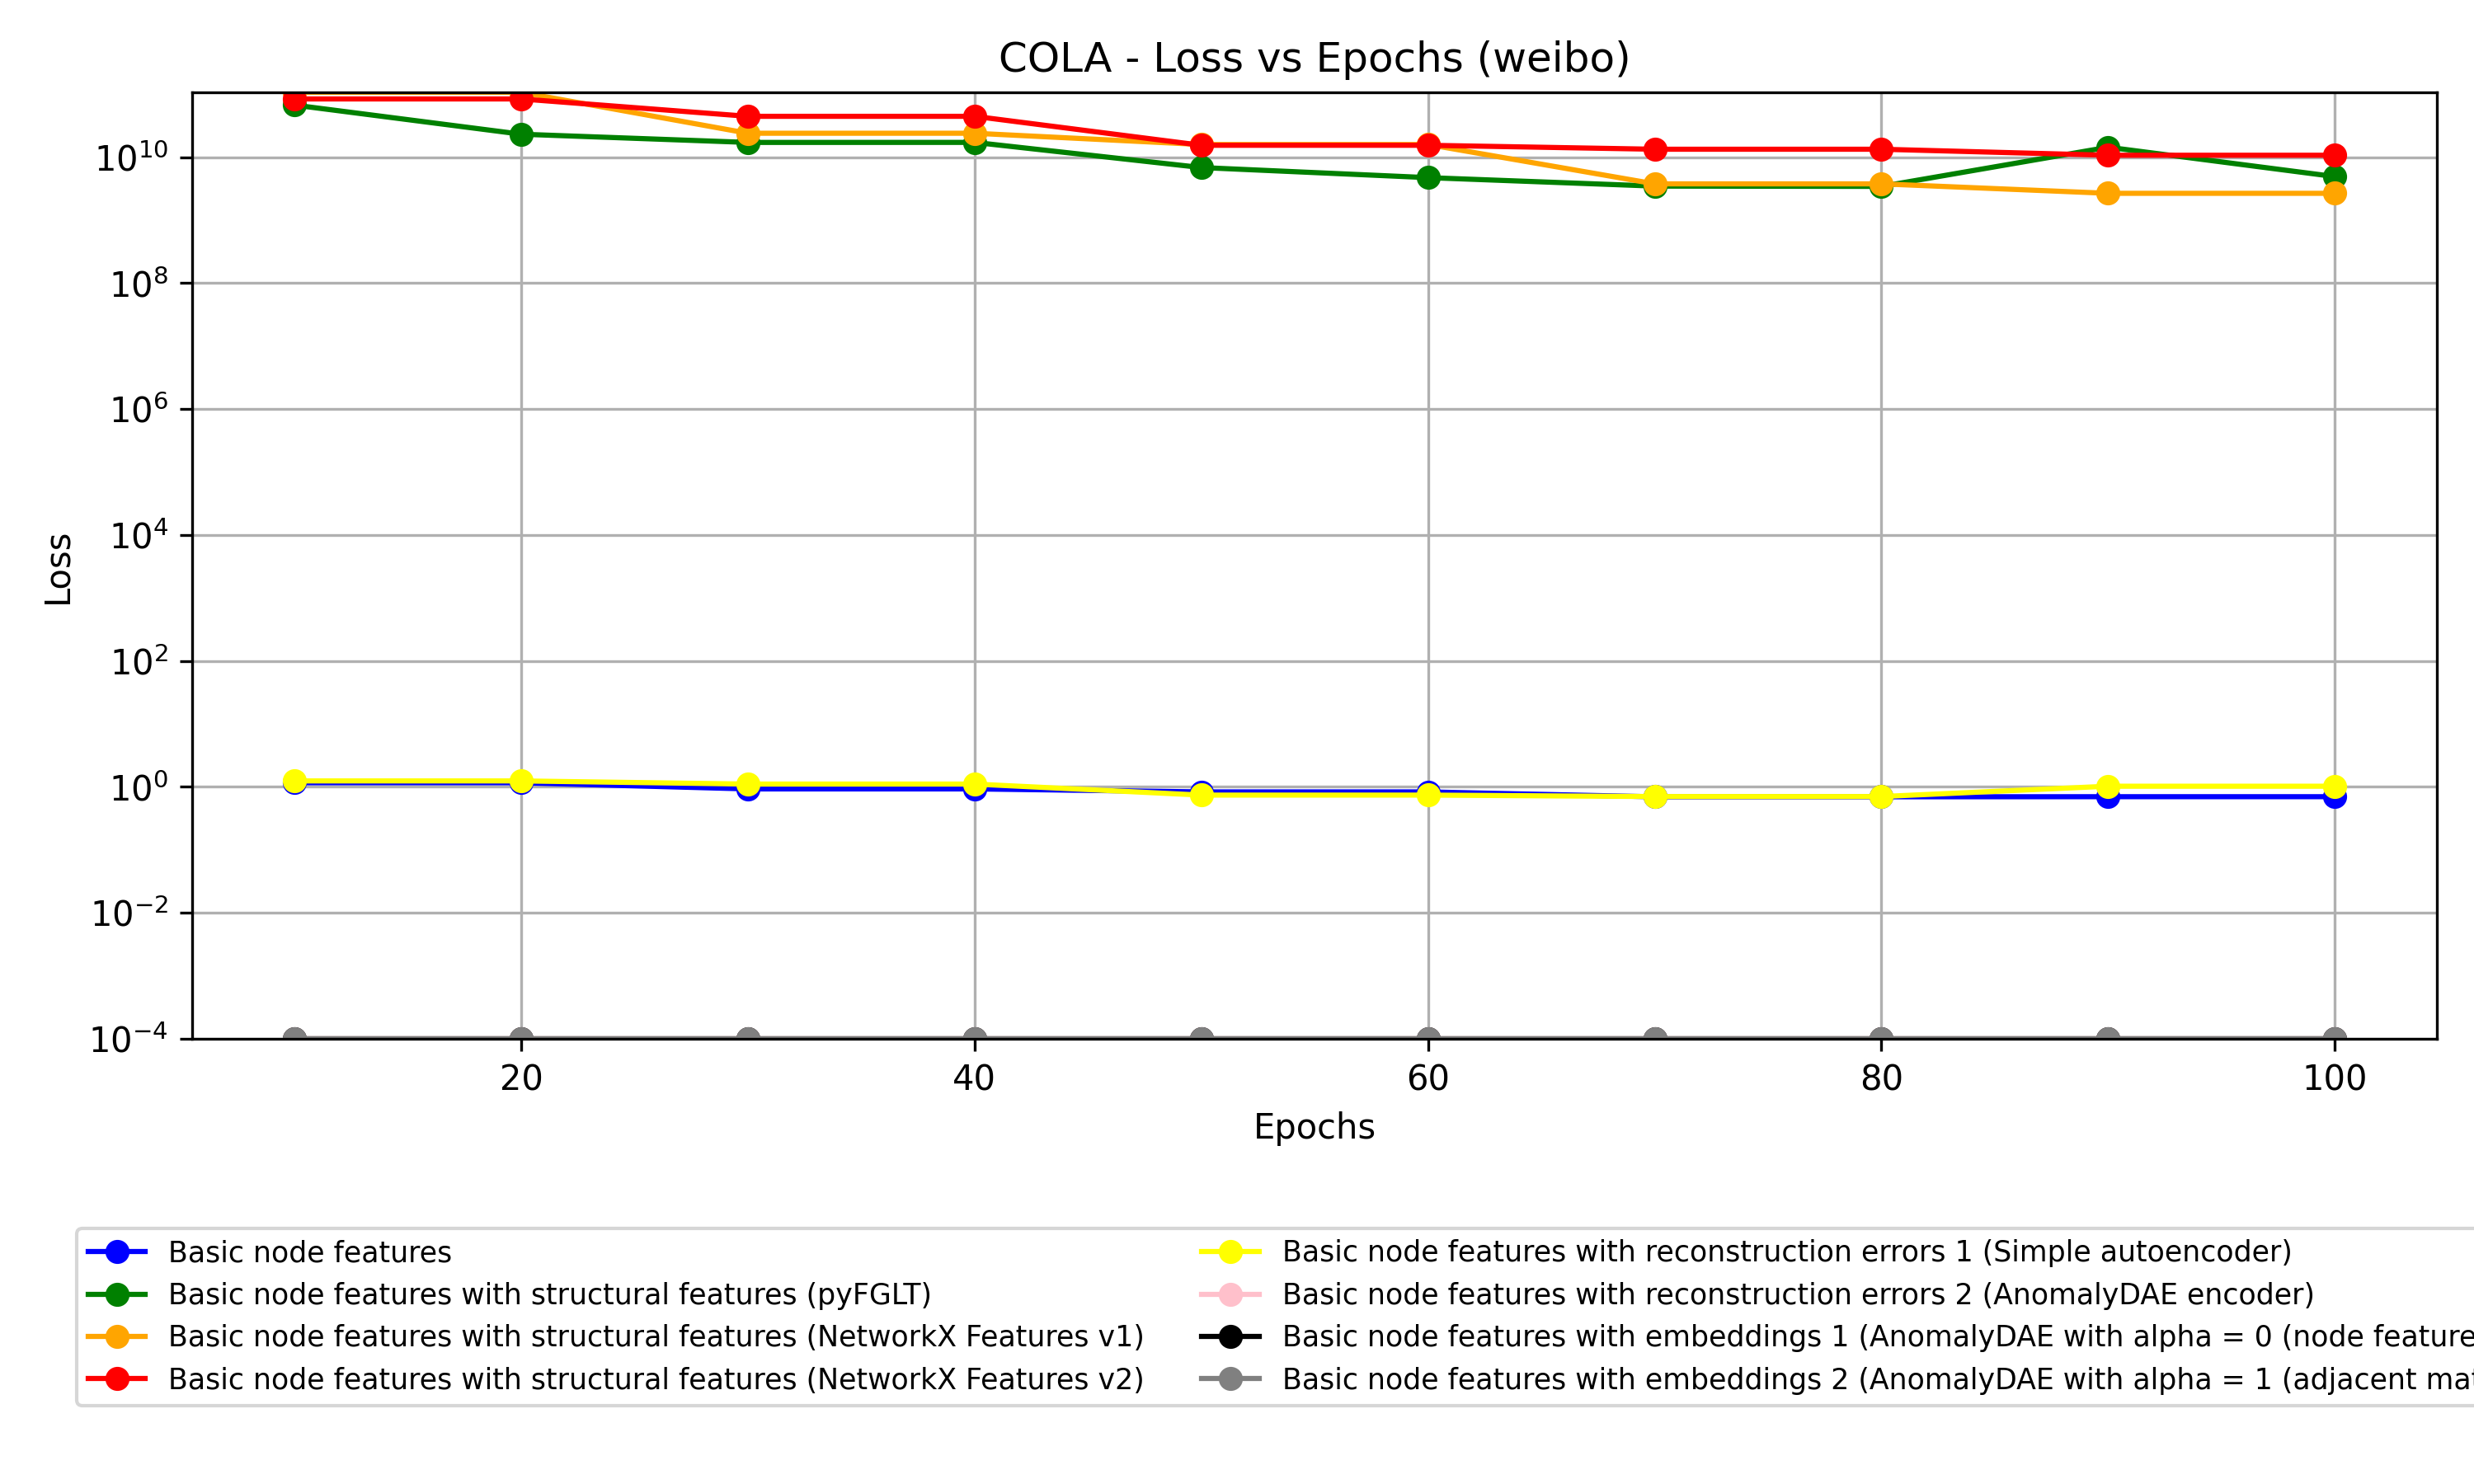 COLA - Loss vs Epochs (weibo)
Loss
10¹⁰
10⁸
10⁶
10⁴
10²
10⁰
10⁻²
10⁻⁴
20 40 60 80 100
Epochs
Basic node features
Basic node features with structural features (pyFGLT)
Basic node features with structural features (NetworkX Features v1)
Basic node features with structural features (NetworkX Features v2)
Basic node features with reconstruction errors 1 (Simple autoencoder)
Basic node features with reconstruction errors 2 (AnomalyDAE encoder)
Basic node features with embeddings 1 (AnomalyDAE with alpha = 0 (node feature
Basic node features with embeddings 2 (AnomalyDAE with alpha = 1 (adjacent